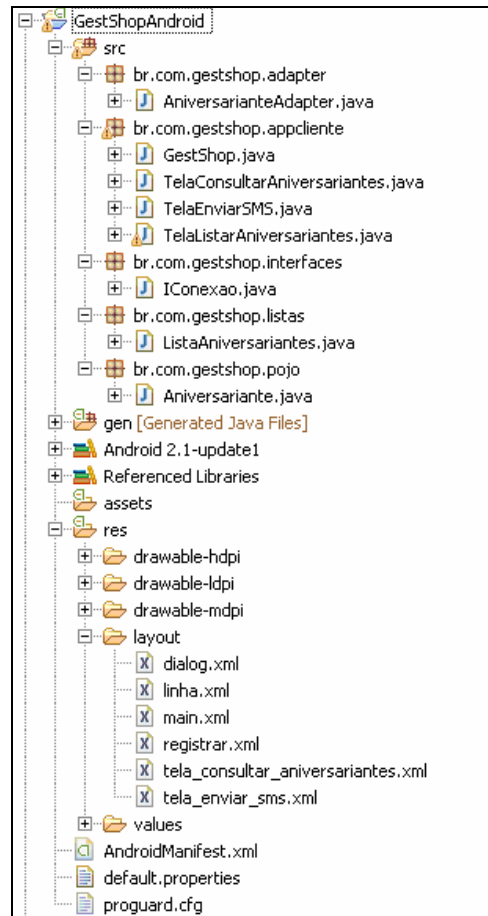 GestShopAndroid
src
br.com.gestshop.adapter
AniversarianteAdapter.java
br.com.gestshop.appcliente
GestShop.java
TelaConsultarAniversariantes.java
TelaEnviarSMS.java
TelaListarAniversariantes.java
br.com.gestshop.interfaces
IConexao.java
br.com.gestshop.listas
ListaAniversariantes.java
br.com.gestshop.pojo
Aniversariante.java
gen [Generated Java Files]
Android 2.1-update1
Referenced Libraries
assets
res
drawable-hdpi
drawable-ldpi
drawable-mdpi
layout
dialog.xml
linha.xml
main.xml
registrar.xml
tela_consultar_aniversariantes.xml
tela_enviar_sms.xml
values
AndroidManifest.xml
default.properties
proguard.cfg